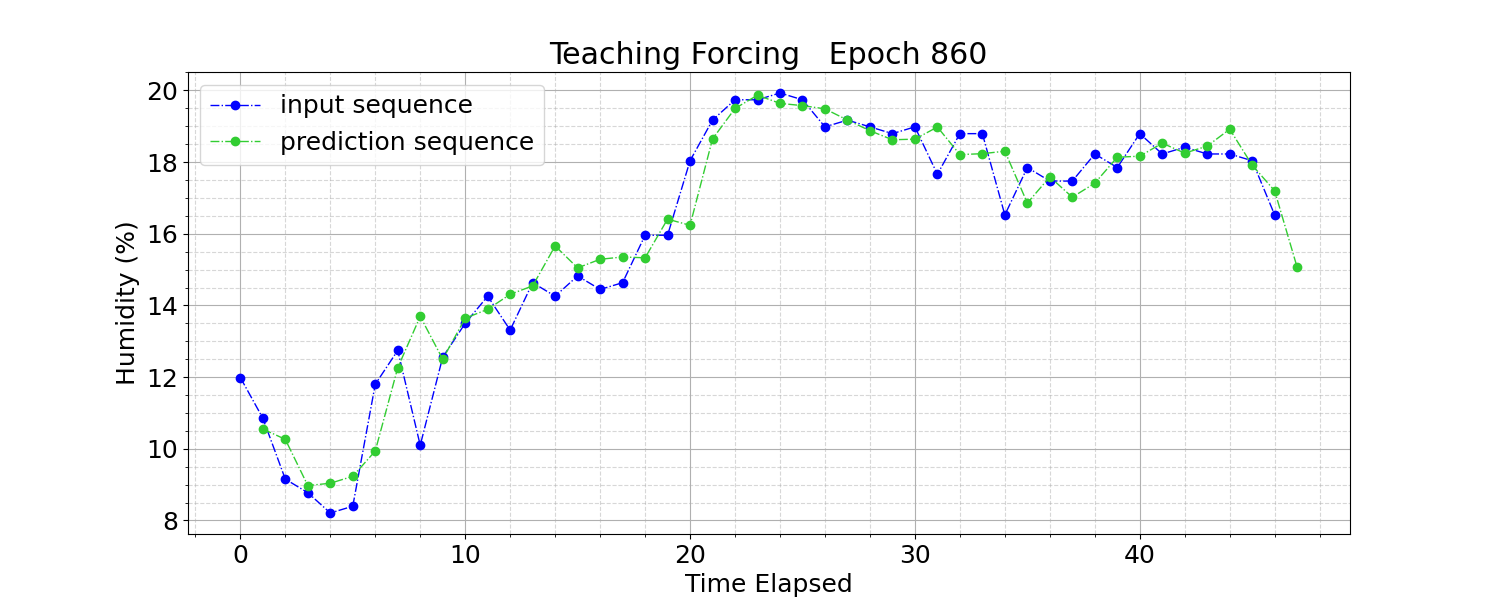 Teaching Forcing   Epoch 860
input sequence
prediction sequence
Humidity (%)
20
18
16
14
12
10
8
0 10 20 30 40
Time Elapsed